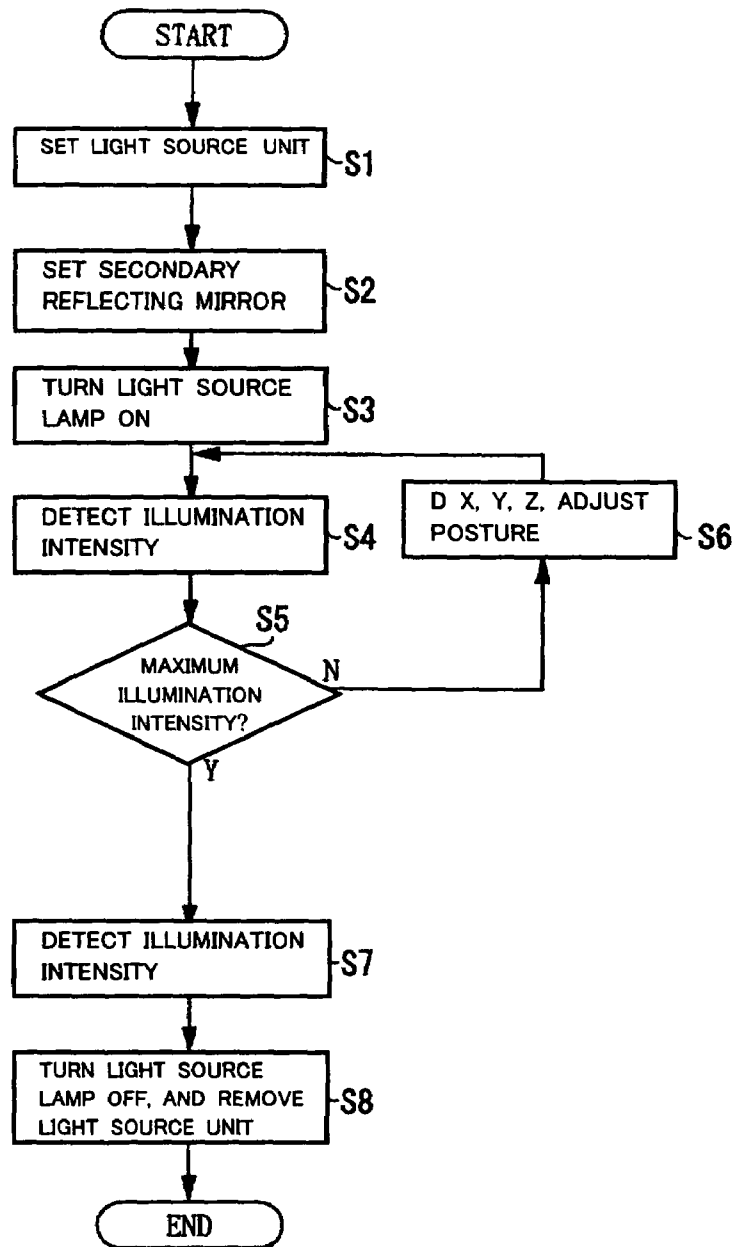 START
SET LIGHT SOURCE UNIT
S1
SET SECONDARY
REFLECTING MIRROR
S2
TURN LIGHT SOURCE
LAMP ON
S3
DETECT ILLUMINATION
INTENSITY
S4
D X, Y, Z, ADJUST
POSTURE
S6
S5
MAXIMUM
ILLUMINATION
INTENSITY?
N
Y
DETECT ILLUMINATION
INTENSITY
S7
TURN LIGHT SOURCE
LAMP OFF, AND REMOVE
LIGHT SOURCE UNIT
S8
END